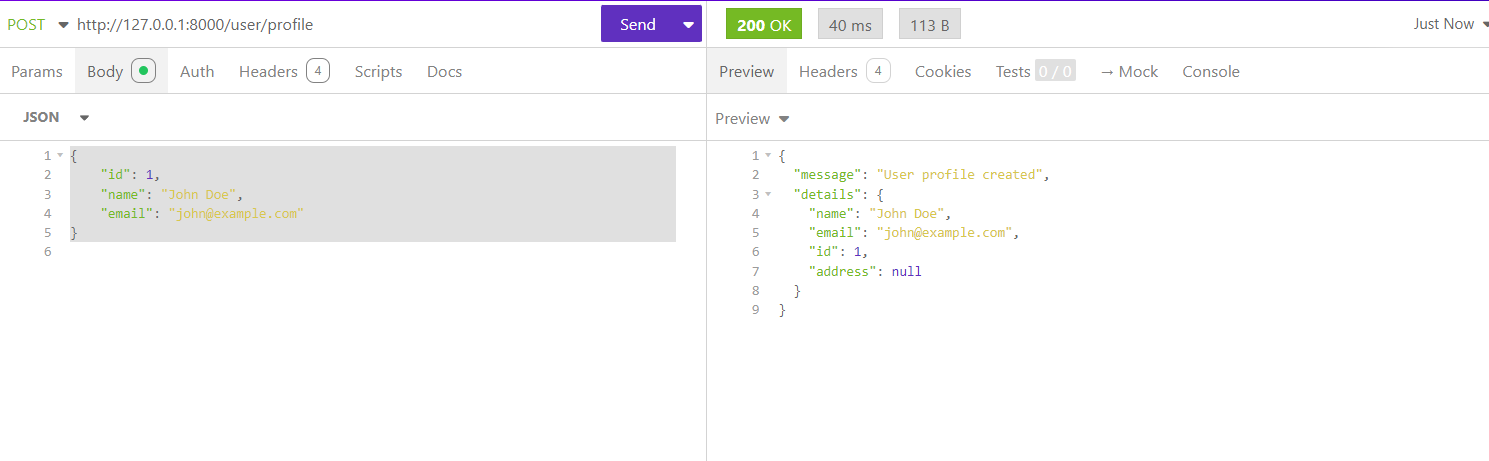 POST http://127.0.0.1:8000/user/profile Send
200 OK 40 ms 113 B Just Now
Params Body Auth Headers 4 Scripts Docs
Preview Headers 4 Cookies Tests 0 / 0 → Mock Console
JSON
Preview
1 {
2 "id": 1,
3 "name": "John Doe",
4 "email": "john@example.com"
5 }
6
1 {
2 "message": "User profile created",
3 "details": {
4 "name": "John Doe",
5 "email": "john@example.com",
6 "id": 1,
7 "address": null
8 }
9 }